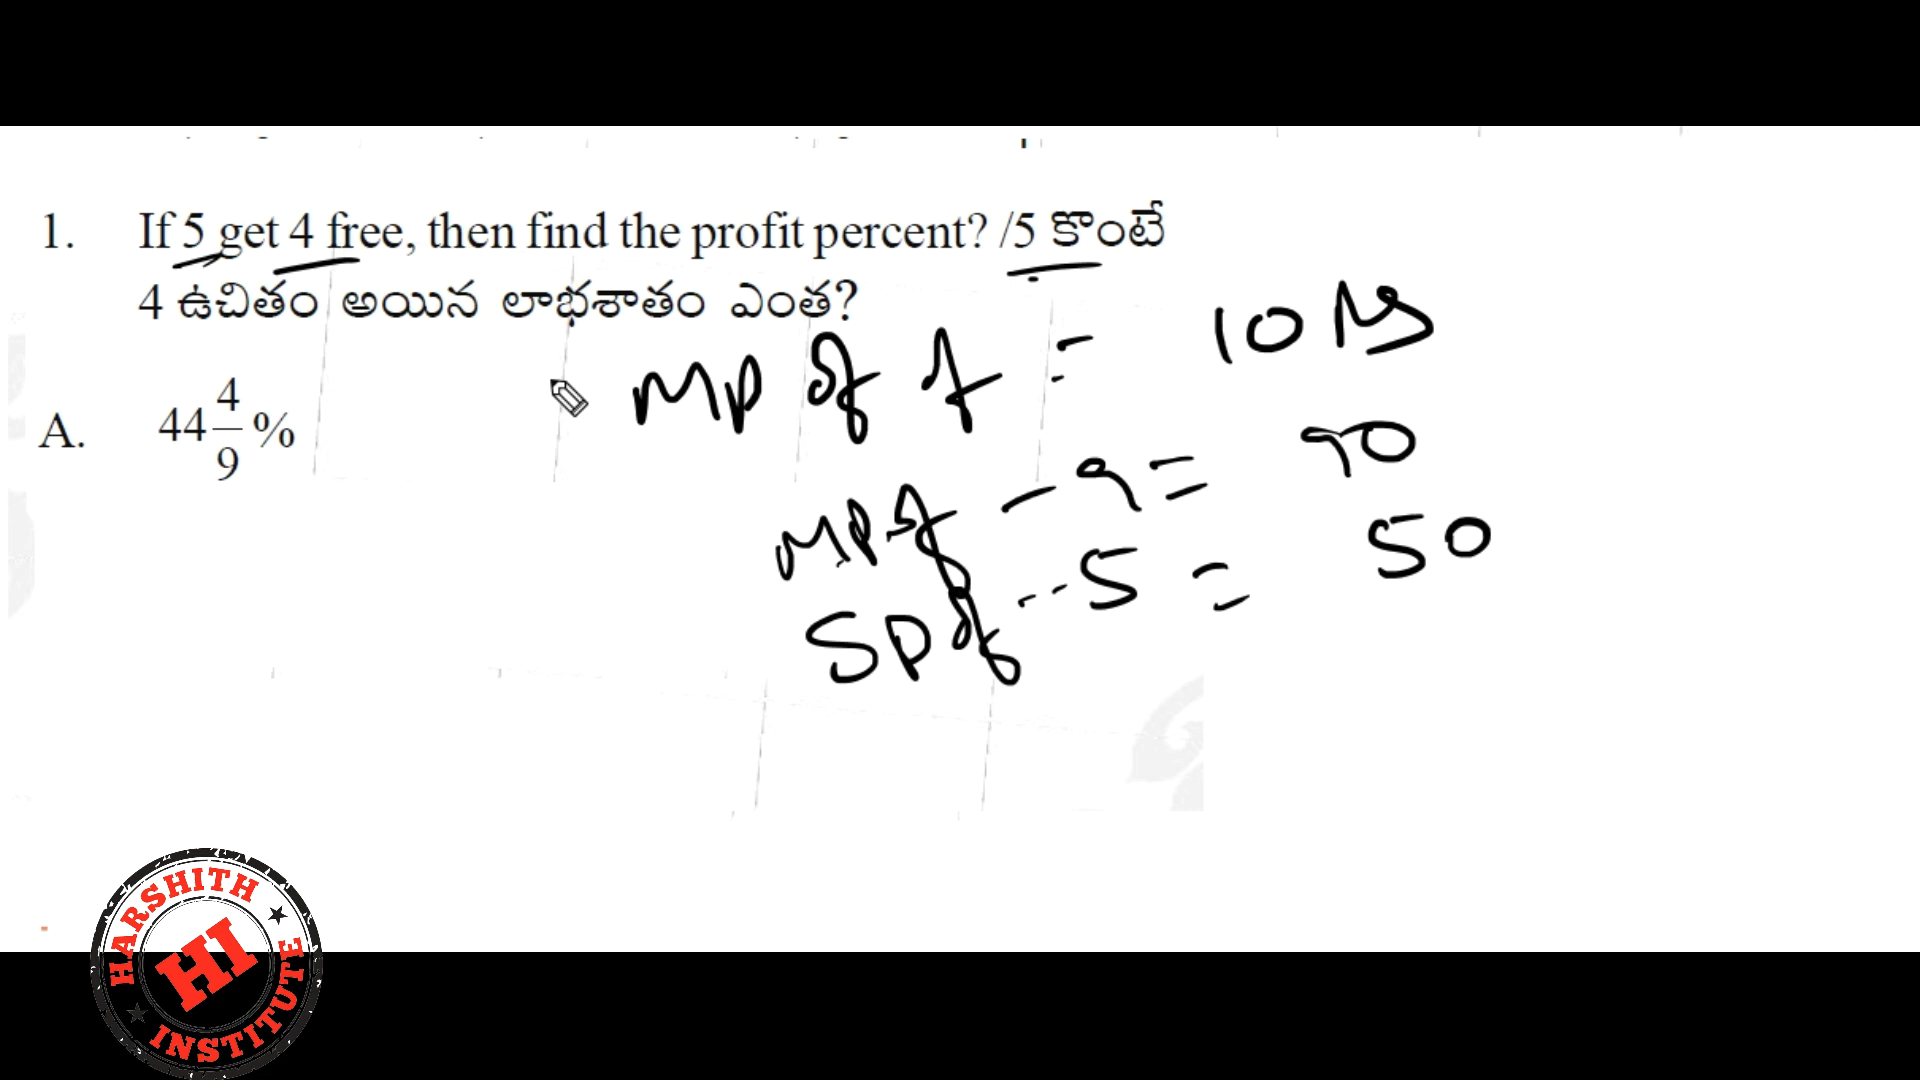 1. If 5 get 4 free, then find the profit percent? /5 కొంటే
4 ఉచితం అయిన లాభశాతం ఎంత?
A. 44 4/9 %
MP of 1 = 10 Rs
MP of - 9 = 90
SP of - 5 = 50
HARSHITH
HI
INSTITUTE